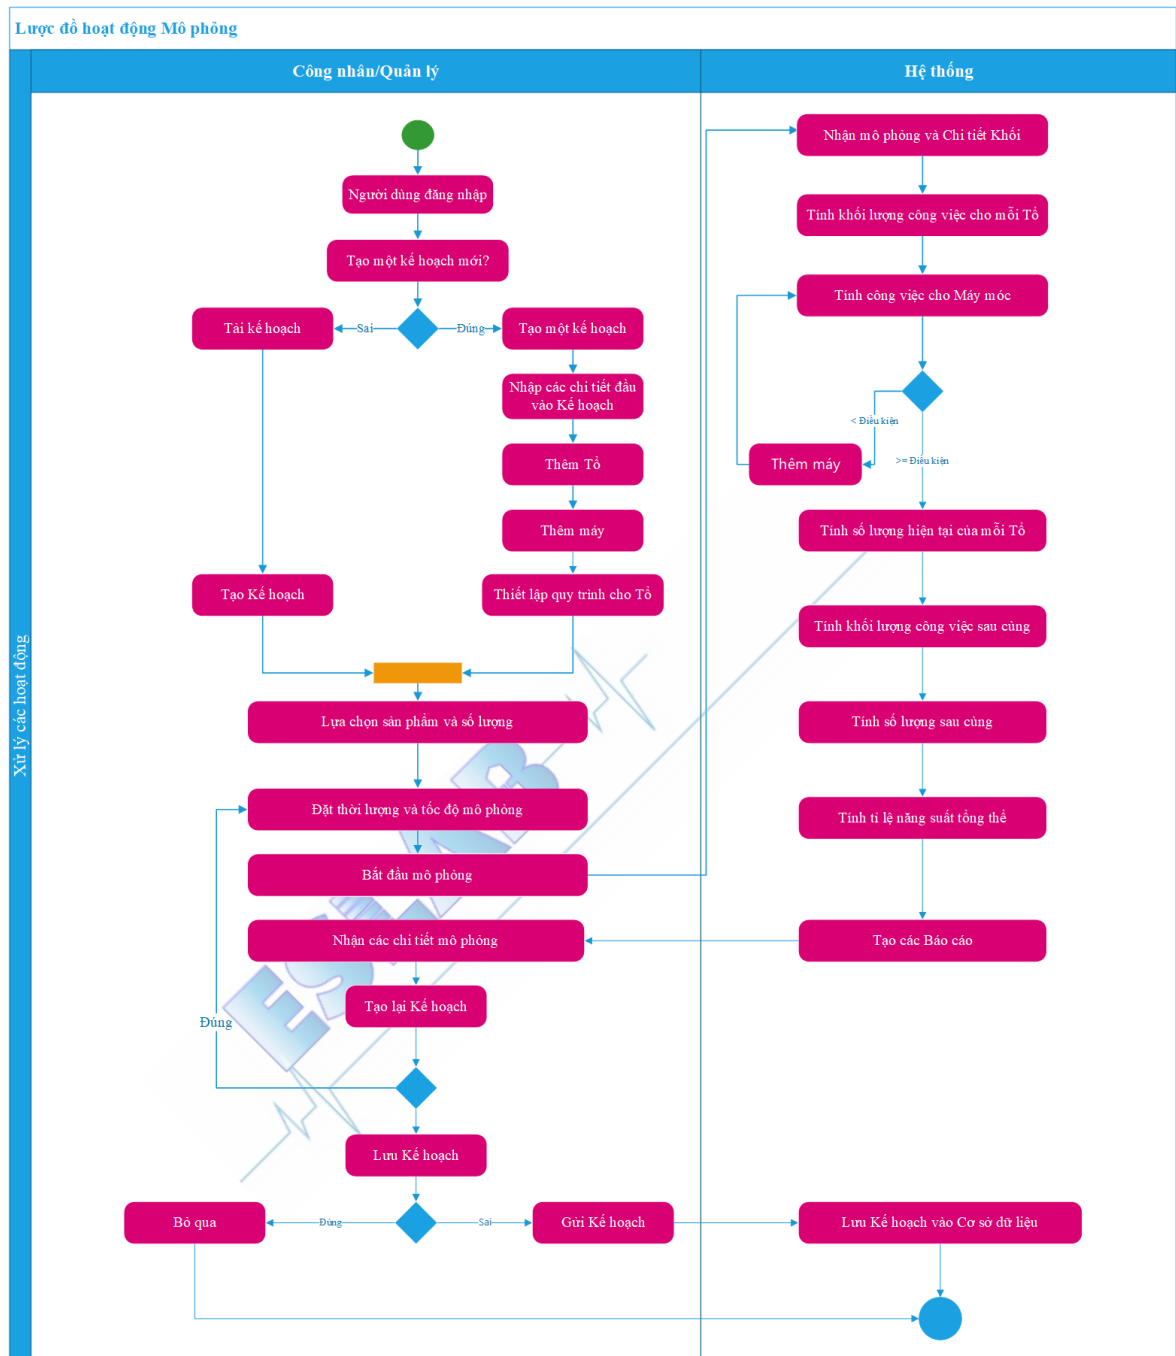 Lược đồ hoạt động Mô phỏng
Công nhân/Quản lý
Hệ thống
Xử lý các hoạt động
Người dùng đăng nhập
Tạo một kế hoạch mới?
Tải kế hoạch
Sai
Đúng
Tạo một kế hoạch
Nhập các chi tiết đầu
vào Kế hoạch
Thêm Tổ
Thêm máy
Tạo Kế hoạch
Thiết lập quy trình cho Tổ
Lựa chọn sản phẩm và số lượng
Đặt thời lượng và tốc độ mô phỏng
Bắt đầu mô phỏng
Nhận mô phỏng và Chi tiết Khối
Tính khối lượng công việc cho mỗi Tổ
Tính công việc cho Máy móc
< Điều kiện
Thêm máy
>= Điều kiện
Tính số lượng hiện tại của mỗi Tổ
Tính khối lượng công việc sau cùng
Tính số lượng sau cùng
Tính tỉ lệ năng suất tổng thể
Tạo các Báo cáo
Nhận các chi tiết mô phỏng
Tạo lại Kế hoạch
Đúng
Lưu Kế hoạch
Bỏ qua
Đúng
Sai
Gửi Kế hoạch
Lưu Kế hoạch vào Cơ sở dữ liệu
ESLAB